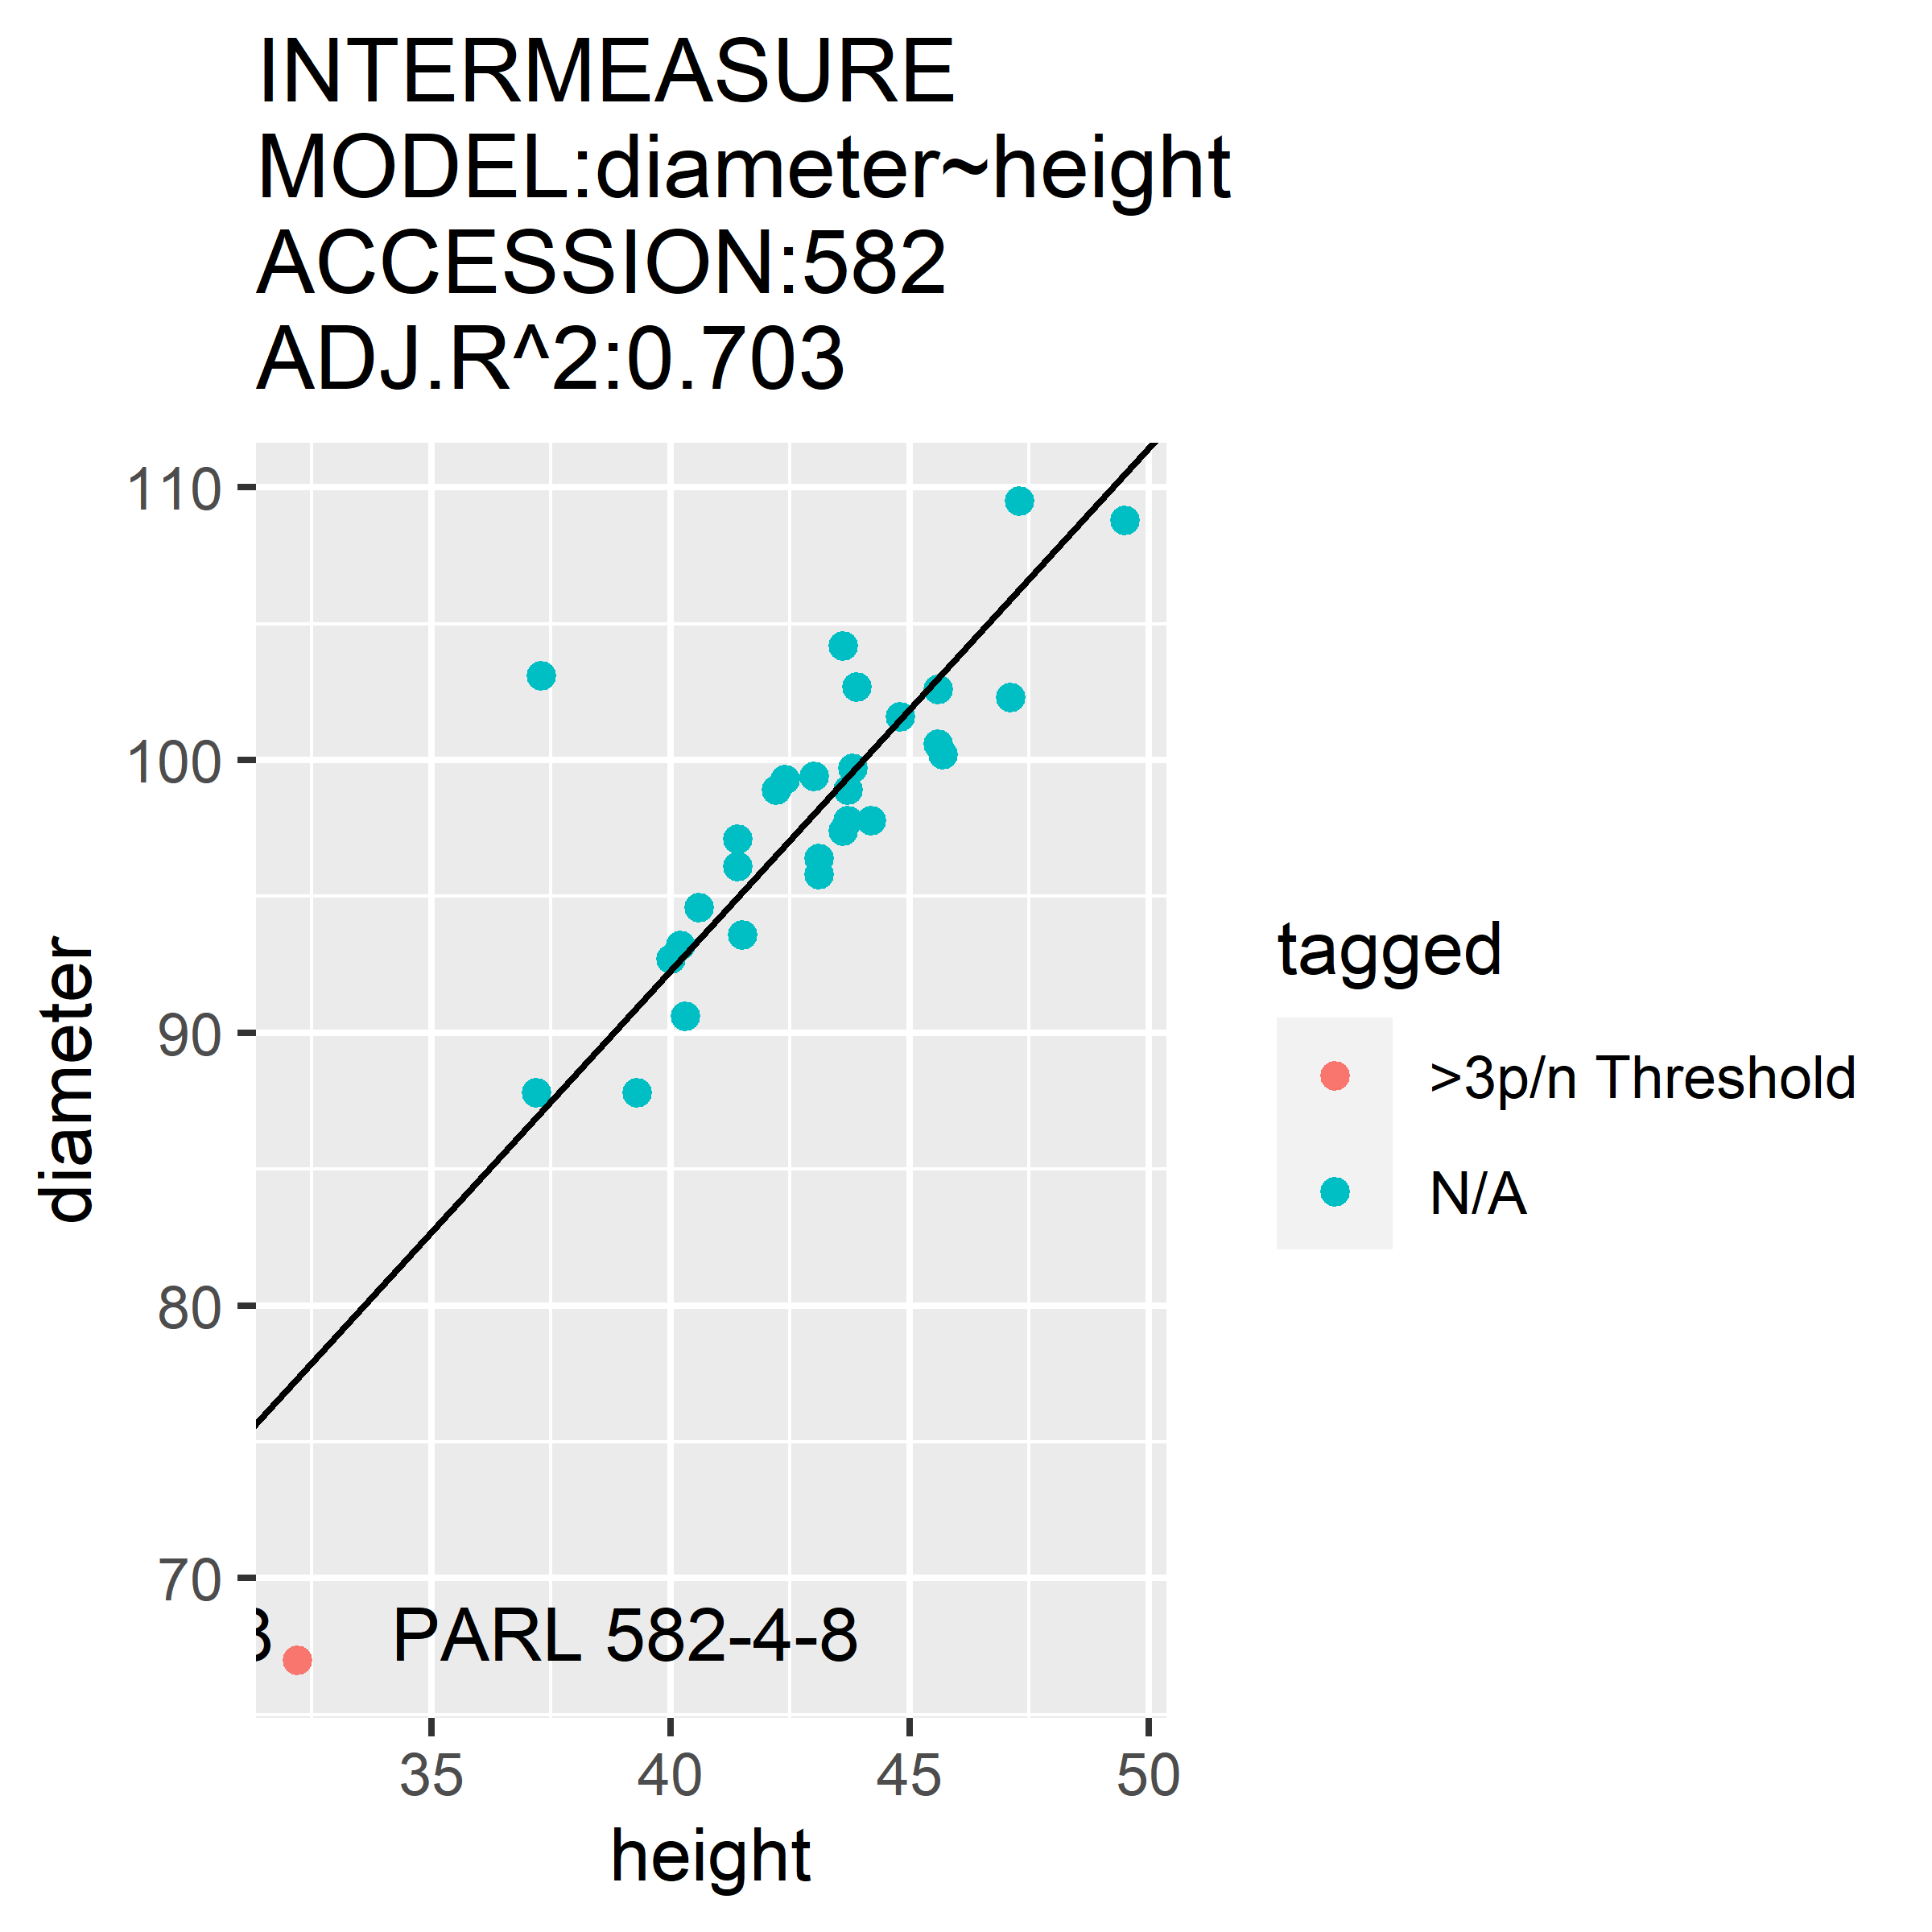 INTERMEASURE
MODEL:diameter~height
ACCESSION:582
ADJ.R^2:0.703
110
100
90
80
70
diameter
PARL 582-4-8
35 40 45 50
height
tagged
>3p/n Threshold
N/A